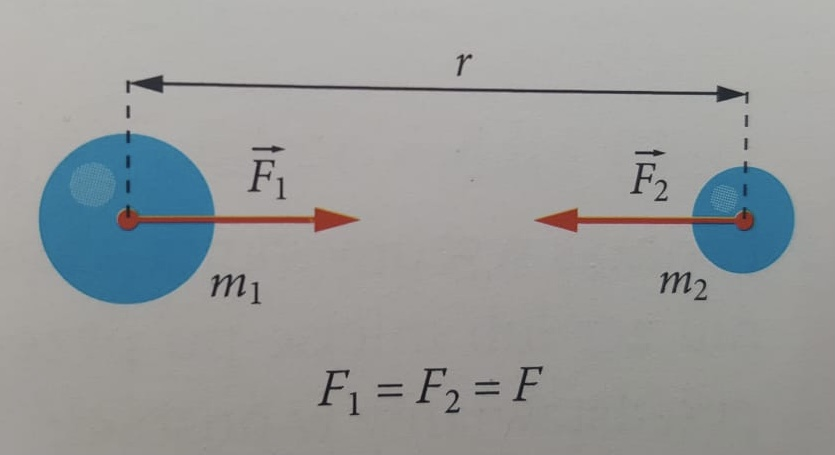 r
F⃗₁
F⃗₂
m₁
m₂
F₁ = F₂ = F